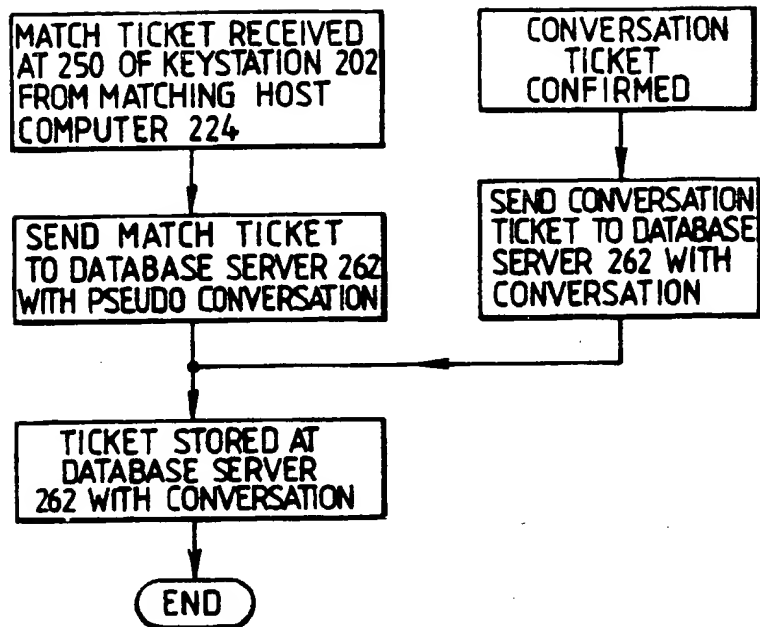 MATCH TICKET RECEIVED
AT 250 OF KEYSTATION 202
FROM MATCHING HOST
COMPUTER 224
CONVERSATION
TICKET
CONFIRMED
SEND MATCH TICKET
TO DATABASE SERVER 262
WITH PSEUDO CONVERSATION
SEND CONVERSATION
TICKET TO DATABASE
SERVER 262 WITH
CONVERSATION
TICKET STORED AT
DATABASE SERVER
262 WITH CONVERSATION
END